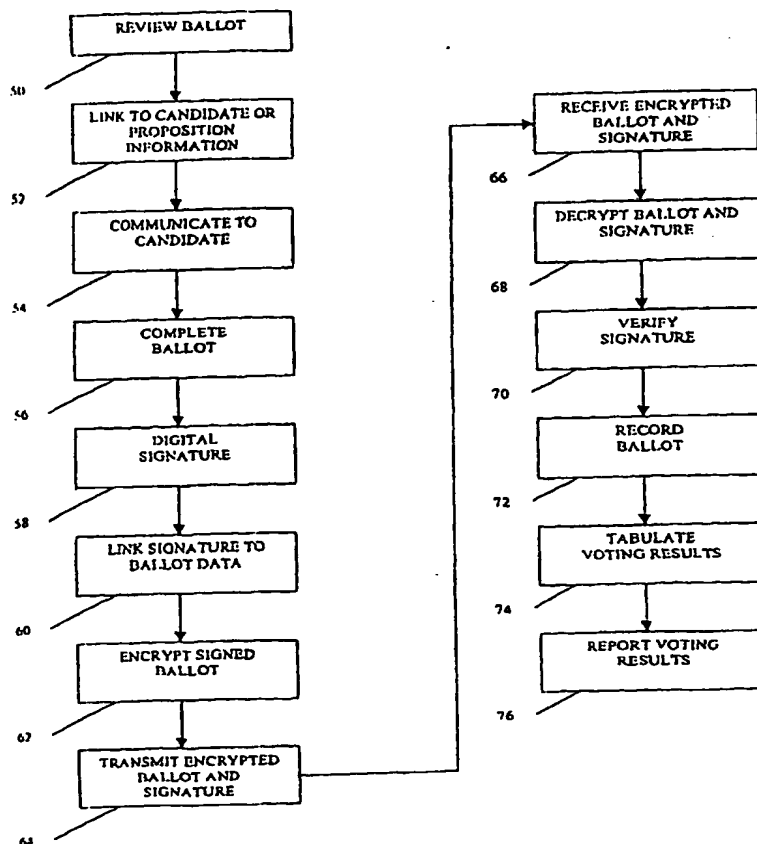 REVIEW BALLOT
50
LINK TO CANDIDATE OR
PROPOSITION
INFORMATION
52
COMMUNICATE TO
CANDIDATE
54
COMPLETE
BALLOT
56
DIGITAL
SIGNATURE
58
LINK SIGNATURE TO
BALLOT DATA
60
ENCRYPT SIGNED
BALLOT
62
TRANSMIT ENCRYPTED
BALLOT AND
SIGNATURE
64
RECEIVE ENCRYPTED
BALLOT AND
SIGNATURE
66
DECRYPT BALLOT AND
SIGNATURE
68
VERIFY
SIGNATURE
70
RECORD
BALLOT
72
TABULATE
VOTING RESULTS
74
REPORT VOTING
RESULTS
76